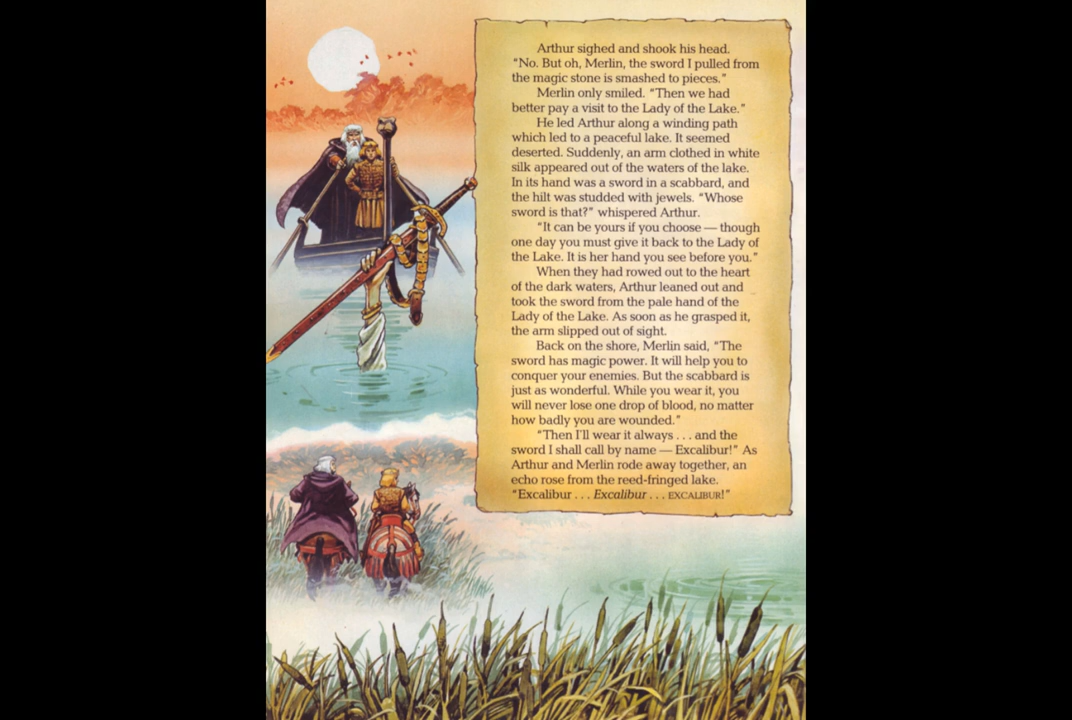 Arthur sighed and shook his head.
"No. But oh, Merlin, the sword I pulled from
the magic stone is smashed to pieces."
Merlin only smiled. "Then we had
better pay a visit to the Lady of the Lake."
He led Arthur along a winding path
which led to a peaceful lake. It seemed
deserted. Suddenly, an arm clothed in white
silk appeared out of the waters of the lake.
In its hand was a sword in a scabbard, and
the hilt was studded with jewels. "Whose
sword is that?" whispered Arthur.
"It can be yours if you choose — though
one day you must give it back to the Lady of
the Lake. It is her hand you see before you."
When they had rowed out to the heart
of the dark waters, Arthur leaned out and
took the sword from the pale hand of the
Lady of the Lake. As soon as he grasped it,
the arm slipped out of sight.
Back on the shore, Merlin said, "The
sword has magic power. It will help you to
conquer your enemies. But the scabbard is
just as wonderful. While you wear it, you
will never lose one drop of blood, no matter
how badly you are wounded."
"Then I'll wear it always . . . and the
sword I shall call by name — Excalibur!" As
Arthur and Merlin rode away together, an
echo rose from the reed-fringed lake.
"Excalibur . . . Excalibur . . . EXCALIBUR!"